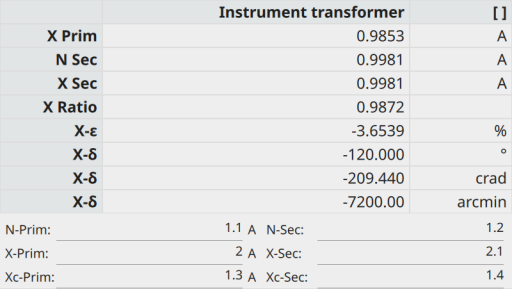 Instrument transformer [ ]
X Prim 0.9853 A
N Sec 0.9981 A
X Sec 0.9981 A
X Ratio 0.9872
X-ε -3.6539 %
X-δ -120.000 °
X-δ -209.440 crad
X-δ -7200.00 arcmin
N-Prim: 1.1 A N-Sec: 1.2
X-Prim: 2 A X-Sec: 2.1
Xc-Prim: 1.3 A Xc-Sec: 1.4